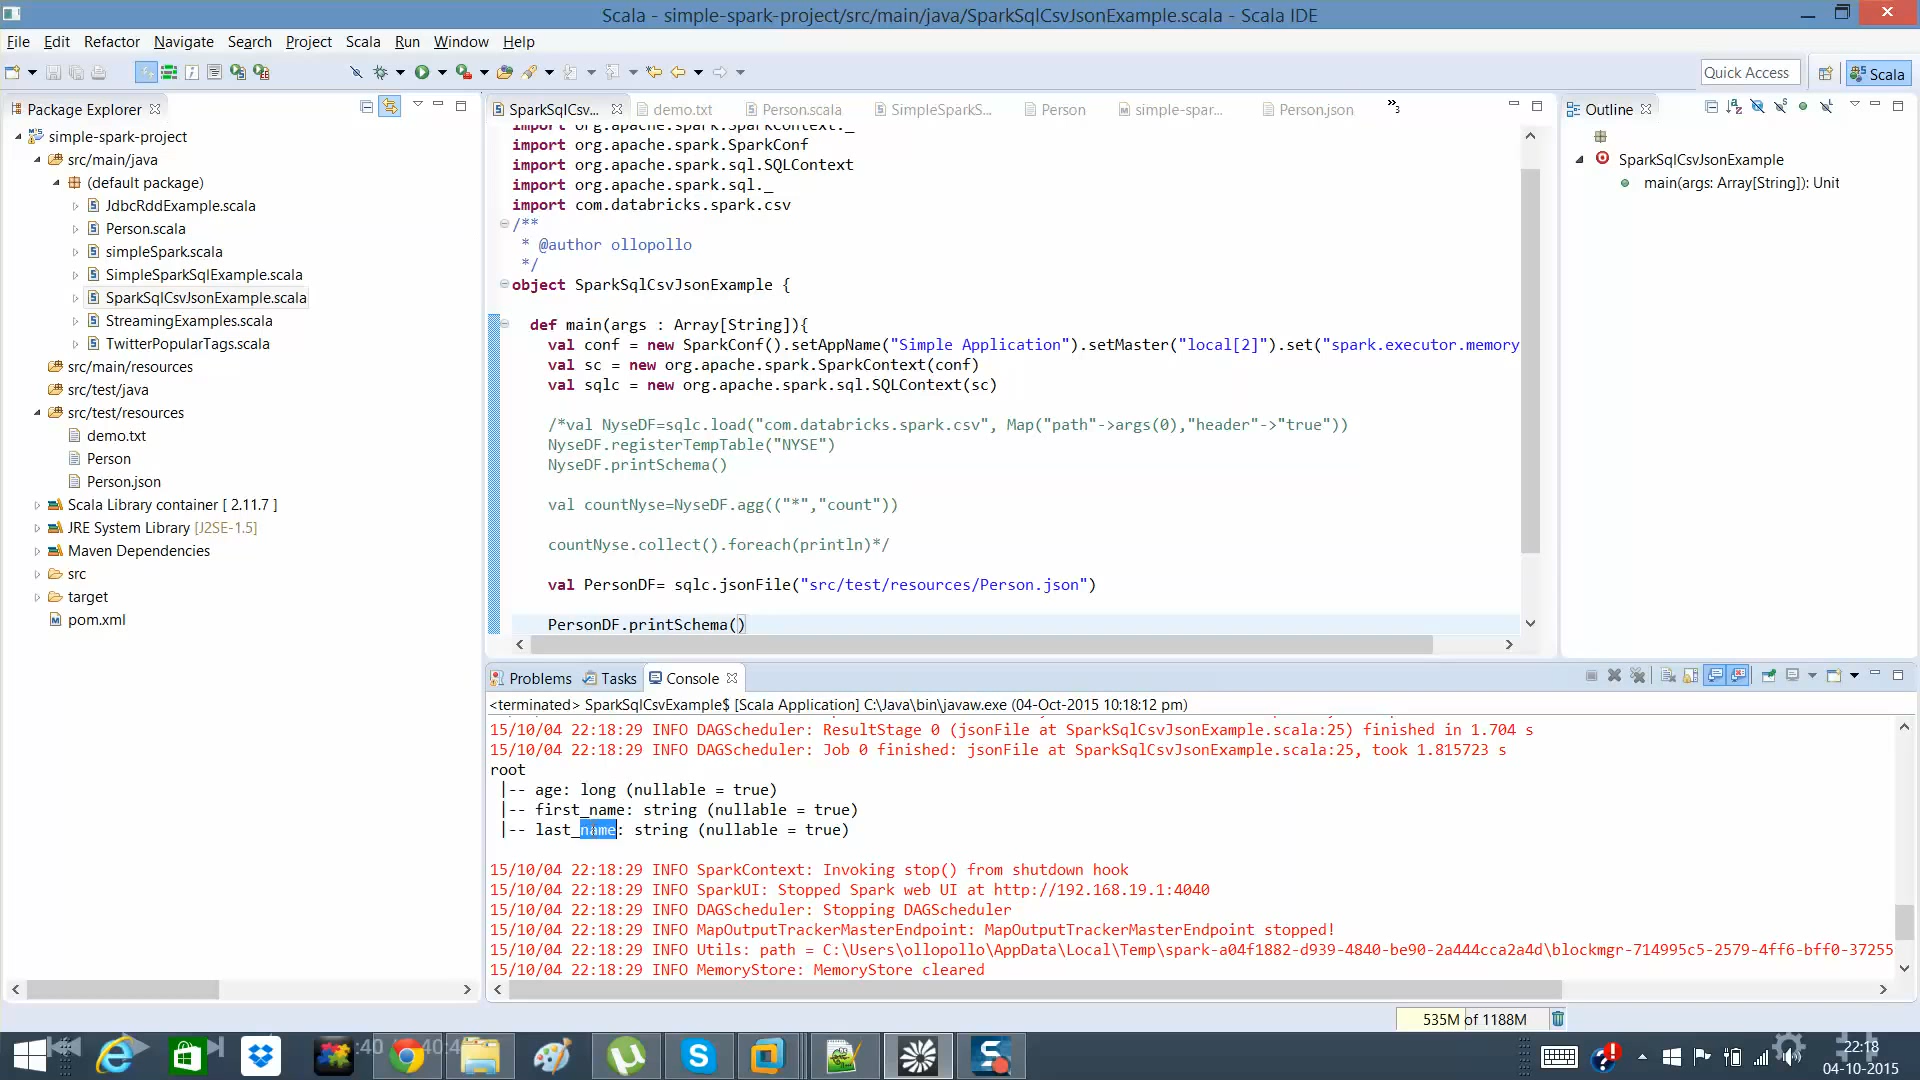 Scala - simple-spark-project/src/main/java/SparkSqlCsvJsonExample.scala - Scala IDE
File Edit Refactor Navigate Search Project Scala Run Window Help
Quick Access
Scala
Package Explorer
simple-spark-project
src/main/java
(default package)
JdbcRddExample.scala
Person.scala
simpleSpark.scala
SimpleSparkSqlExample.scala
SparkSqlCsvJsonExample.scala
StreamingExamples.scala
TwitterPopularTags.scala
src/main/resources
src/test/java
src/test/resources
demo.txt
Person
Person.json
Scala Library container [ 2.11.7 ]
JRE System Library [J2SE-1.5]
Maven Dependencies
src
target
pom.xml
SparkSqlCsv... demo.txt Person.scala SimpleSparkS... Person simple-spar... Person.json »3
import org.apache.spark.SparkContext._
import org.apache.spark.SparkConf
import org.apache.spark.sql.SQLContext
import org.apache.spark.sql._
import com.databricks.spark.csv
/**
* @author ollopollo
*/
object SparkSqlCsvJsonExample {
def main(args : Array[String]){
val conf = new SparkConf().setAppName("Simple Application").setMaster("local[2]").set("spark.executor.memory
val sc = new org.apache.spark.SparkContext(conf)
val sqlc = new org.apache.spark.sql.SQLContext(sc)
/*val NyseDF=sqlc.load("com.databricks.spark.csv", Map("path"->args(0),"header"->"true"))
NyseDF.registerTempTable("NYSE")
NyseDF.printSchema()
val countNyse=NyseDF.agg(("*","count"))
countNyse.collect().foreach(println)*/
val PersonDF= sqlc.jsonFile("src/test/resources/Person.json")
PersonDF.printSchema()
Outline
SparkSqlCsvJsonExample
main(args: Array[String]): Unit
Problems Tasks Console
<terminated> SparkSqlCsvExample$ [Scala Application] C:\Java\bin\javaw.exe (04-Oct-2015 10:18:12 pm)
15/10/04 22:18:29 INFO DAGScheduler: ResultStage 0 (jsonFile at SparkSqlCsvJsonExample.scala:25) finished in 1.704 s
15/10/04 22:18:29 INFO DAGScheduler: Job 0 finished: jsonFile at SparkSqlCsvJsonExample.scala:25, took 1.815723 s
root
|-- age: long (nullable = true)
|-- first_name: string (nullable = true)
|-- last_name: string (nullable = true)
15/10/04 22:18:29 INFO SparkContext: Invoking stop() from shutdown hook
15/10/04 22:18:29 INFO SparkUI: Stopped Spark web UI at http://192.168.19.1:4040
15/10/04 22:18:29 INFO DAGScheduler: Stopping DAGScheduler
15/10/04 22:18:29 INFO MapOutputTrackerMasterEndpoint: MapOutputTrackerMasterEndpoint stopped!
15/10/04 22:18:29 INFO Utils: path = C:\Users\ollopollo\AppData\Local\Temp\spark-a04f1882-d939-4840-be90-2a444cca2a4d\blockmgr-714995c5-2579-4ff6-bff0-37255
15/10/04 22:18:29 INFO MemoryStore: MemoryStore cleared
535M of 1188M
22:18
04-10-2015